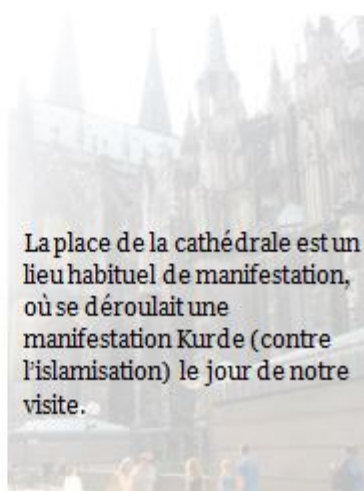 La place de la cathédrale est un
lieu habituel de manifestation,
où se déroulait une
manifestation Kurde (contre
l'islamisation) le jour de notre
visite.